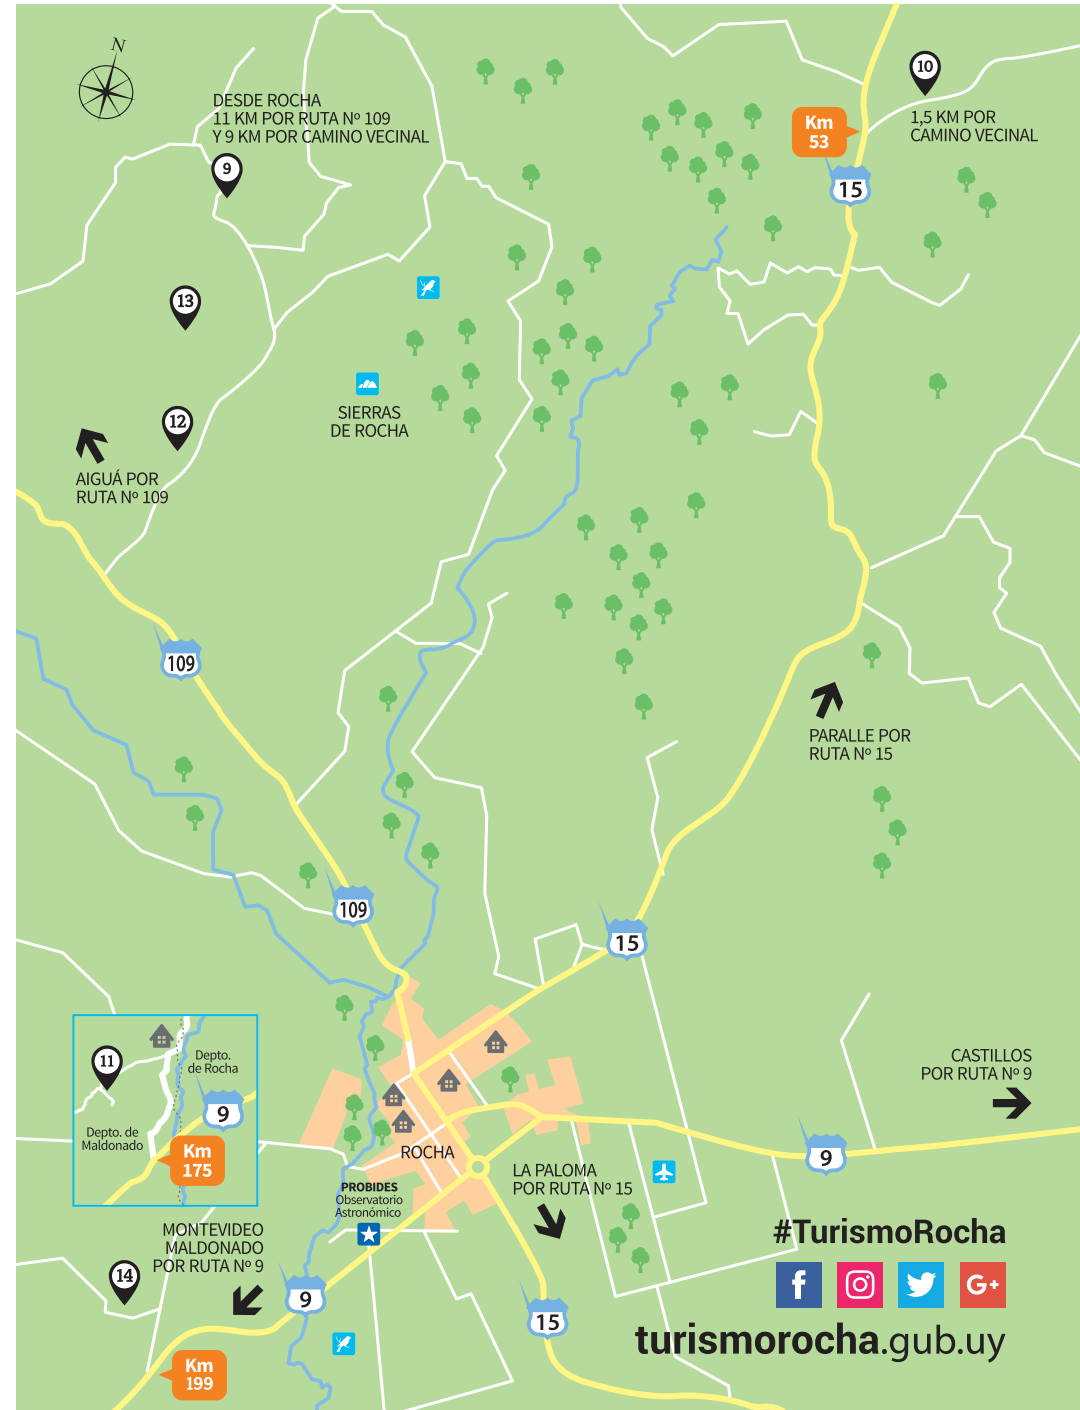 N
DESDE ROCHA
11 KM POR RUTA Nº 109
Y 9 KM POR CAMINO VECINAL
9
10
1,5 KM POR
CAMINO VECINAL
Km
53
15
13
12
SIERRAS
DE ROCHA
AIGUÁ POR
RUTA Nº 109
109
PARALLE POR
RUTA Nº 15
109
15
11
Depto.
de Rocha
9
Depto. de
Maldonado
Km
175
CASTILLOS
POR RUTA Nº 9
9
ROCHA
LA PALOMA
POR RUTA Nº 15
PROBIDES
Observatorio
Astronómico
MONTEVIDEO
MALDONADO
POR RUTA Nº 9
14
9
15
Km
199
#TurismoRocha
f
G+
turismorocha.gub.uy